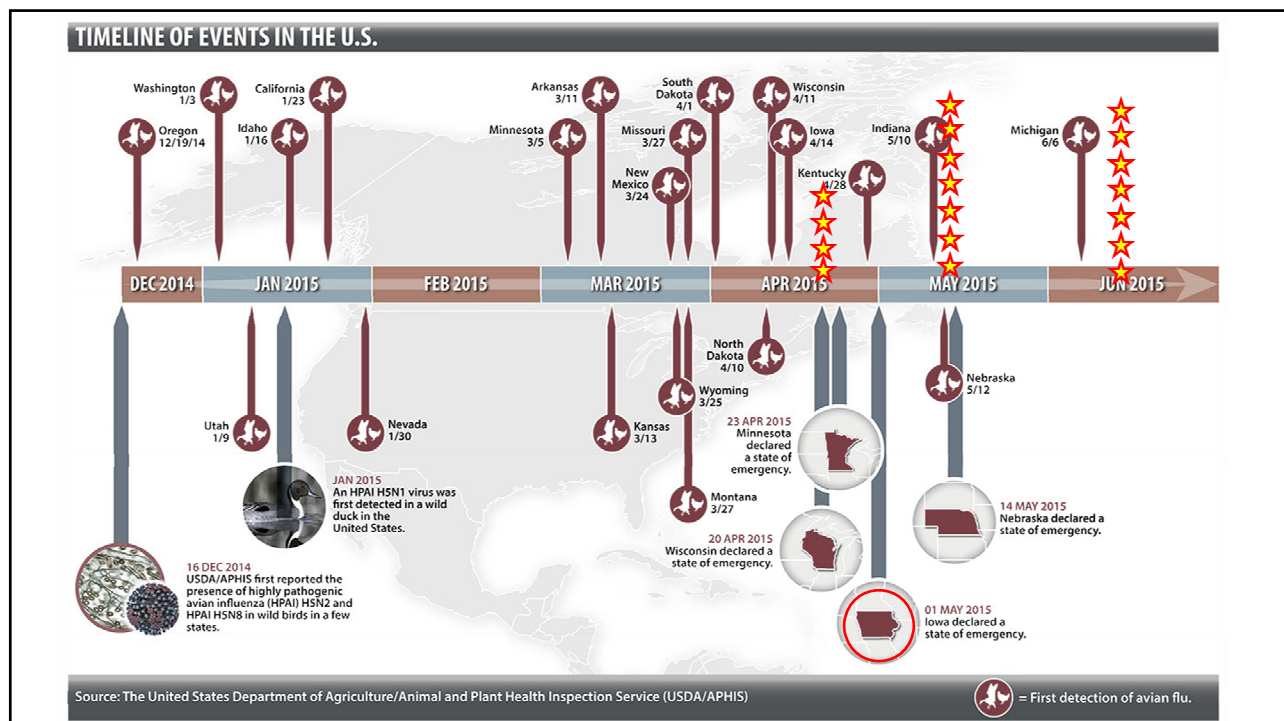 TIMELINE OF EVENTS IN THE U.S.
Washington
1/3
California
1/23
Oregon
12/19/14
Idaho
1/16
Arkansas
3/11
Minnesota
3/5
South
Dakota
4/1
Missouri
3/27
New
Mexico
3/24
Wisconsin
4/11
Iowa
4/14
Kentucky
4/28
Indiana
5/10
Michigan
6/6
DEC 2014
JAN 2015
FEB 2015
MAR 2015
APR 2015
MAY 2015
JUN 2015
Utah
1/9
Nevada
1/30
Kansas
3/13
Wyoming
3/25
Montana
3/27
North
Dakota
4/10
Nebraska
5/12
16 DEC 2014
USDA/APHIS first reported the
presence of highly pathogenic
avian influenza (HPAI) H5N2 and
HPAI H5N8 in wild birds in a few
states.
JAN 2015
An HPAI H5N1 virus was
first detected in a wild
duck in the
United States.
23 APR 2015
Minnesota
declared
a state of
emergency.
20 APR 2015
Wisconsin declared a
state of emergency.
01 MAY 2015
Iowa declared a
state of emergency.
14 MAY 2015
Nebraska declared a
state of emergency.
Source: The United States Department of Agriculture/Animal and Plant Health Inspection Service (USDA/APHIS)
= First detection of avian flu.